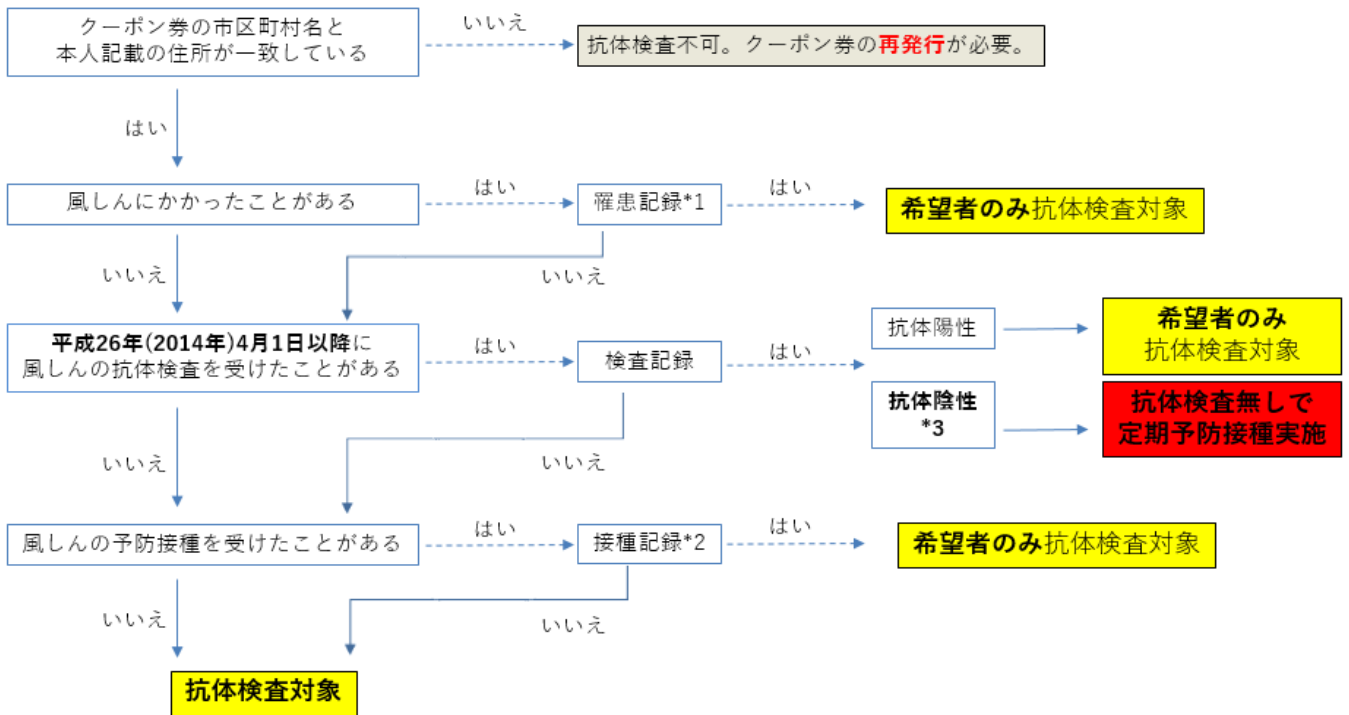 クーポン券の市区町村名と
本人記載の住所が一致している
いいえ
抗体検査不可。クーポン券の再発行が必要。
はい
風しんにかかったことがある
はい
罹患記録*1
はい
希望者のみ抗体検査対象
いいえ
いいえ
平成26年(2014年)4月1日以降に
風しんの抗体検査を受けたことがある
はい
検査記録
はい
抗体陽性
希望者のみ
抗体検査対象
抗体陰性
*3
抗体検査無しで
定期予防接種実施
いいえ
いいえ
風しんの予防接種を受けたことがある
はい
接種記録*2
はい
希望者のみ抗体検査対象
いいえ
いいえ
抗体検査対象